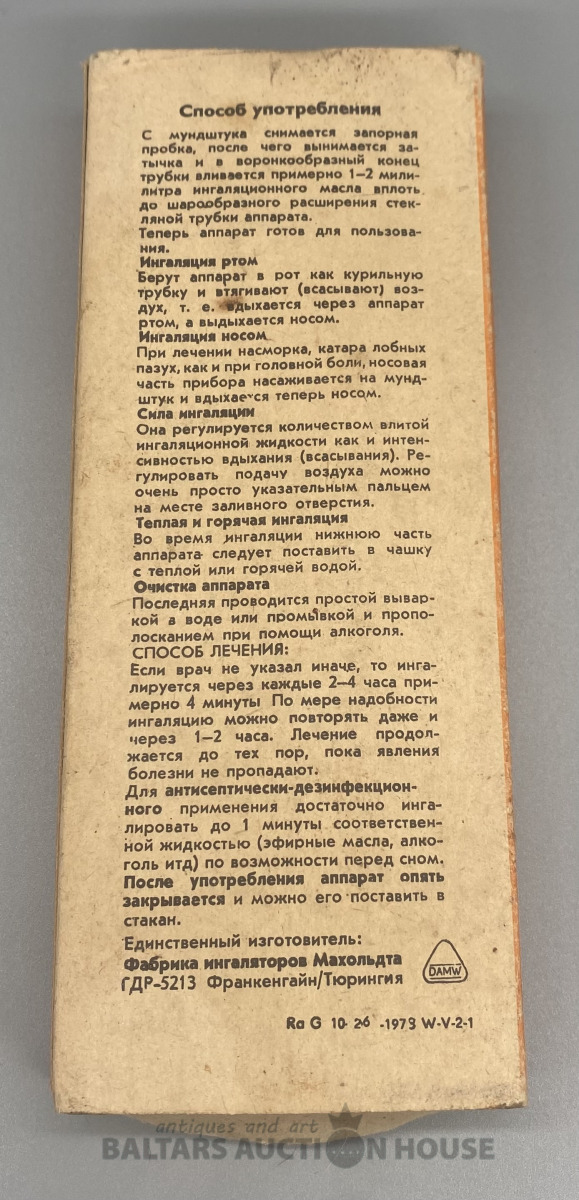 Способ употребления
С мундштука снимается запорная
пробка, после чего вынимается за-
тычка и в воронкообразный конец
трубки вливается примерно 1–2 мили-
литра ингаляционного масла вплоть
до шарообразного расширения стек-
лянной трубки аппарата.
Теперь аппарат готов для пользова-
ния.
Ингаляция ртом
Берут аппарат в рот как курильную
трубку и втягивают (всасывают) воз-
дух, т. е. вдыхается через аппарат
ртом, а выдыхается носом.
Ингаляция носом
При лечении насморка, катара лобных
пазух, как и при головной боли, носовая
часть прибора насаживается на мунд-
штук и вдыхается теперь носом.
Сила ингаляции
Она регулируется количеством влитой
ингаляционной жидкости как и интен-
сивностью вдыхания (всасывания). Ре-
гулировать подачу воздуха можно
очень просто указательным пальцем
на месте заливного отверстия.
Теплая и горячая ингаляция
Во время ингаляции нижнюю часть
аппарата следует поставить в чашку
с теплой или горячей водой.
Очистка аппарата
Последняя проводится простой вывар-
кой в воде или промывкой и пропо-
лосканием при помощи алкоголя.
СПОСОБ ЛЕЧЕНИЯ:
Если врач не указал иначе, то инга-
лируется через каждые 2–4 часа при-
мерно 4 минуты По мере надобности
ингаляцию можно повторять даже и
через 1–2 часа. Лечение продол-
жается до тех пор, пока явления
болезни не пропадают.
Для антисептически-дезинфекцион-
ного применения достаточно инга-
лировать до 1 минуты соответствен-
ной жидкостью (эфирные масла, алко-
голь итд) по возможности перед сном.
После употребления аппарат опять
закрывается и можно его поставить в
стакан.
Единственный изготовитель:
Фабрика ингаляторов Махольдта
ГДР–5213 Франкенгайн/Тюрингия
DAMW
Ra G 10· 26 -1973 W-V-2-1
antiques and art
BALTARS AUCTION HOUSE